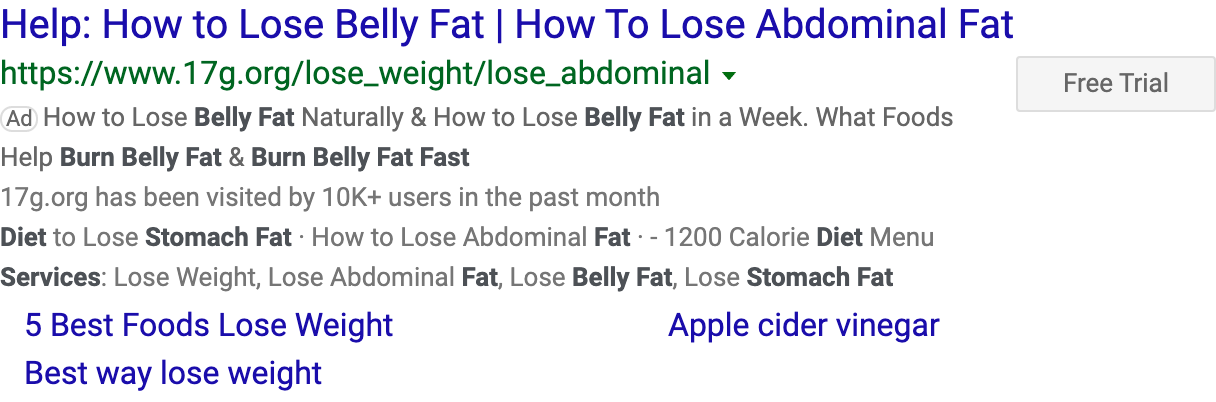 Help: How to Lose Belly Fat | How To Lose Abdominal Fat
https://www.17g.org/lose_weight/lose_abdominal
Free Trial
Ad How to Lose Belly Fat Naturally & How to Lose Belly Fat in a Week. What Foods
Help Burn Belly Fat & Burn Belly Fat Fast
17g.org has been visited by 10K+ users in the past month
Diet to Lose Stomach Fat · How to Lose Abdominal Fat · - 1200 Calorie Diet Menu
Services: Lose Weight, Lose Abdominal Fat, Lose Belly Fat, Lose Stomach Fat
5 Best Foods Lose Weight
Apple cider vinegar
Best way lose weight